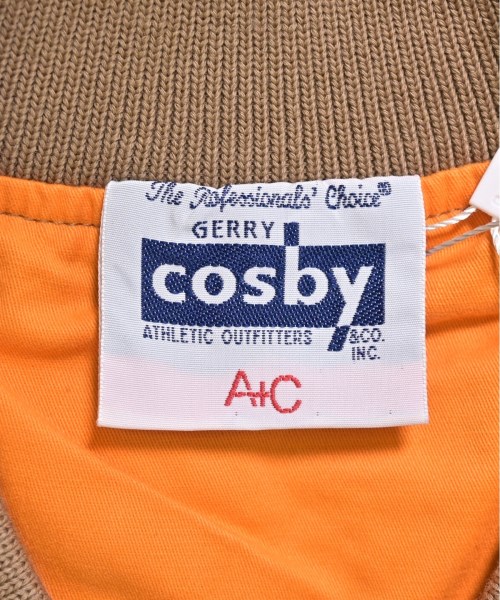 The Professionals' Choice®
GERRY
cosby
ATHLETIC OUTFITTERS &CO.
INC.
A+C